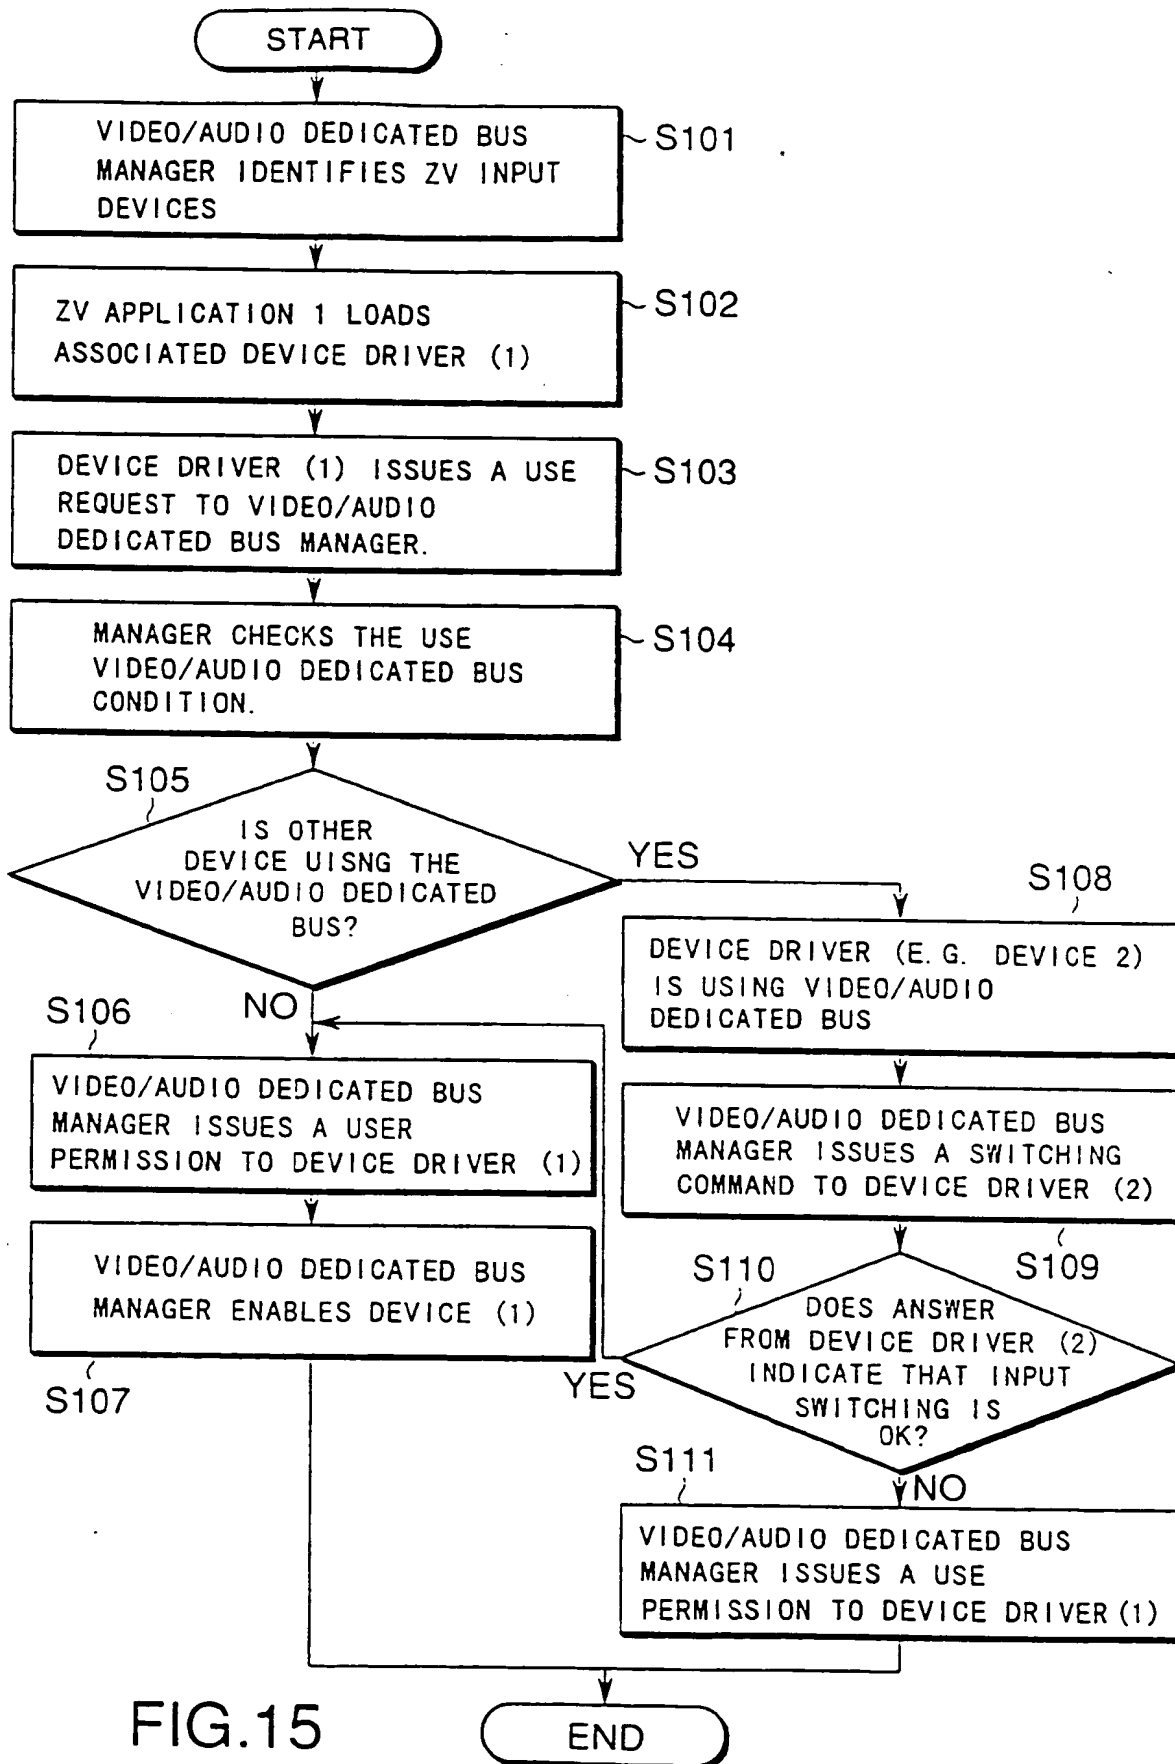 START
VIDEO/AUDIO DEDICATED BUS
MANAGER IDENTIFIES ZV INPUT
DEVICES
S101
ZV APPLICATION 1 LOADS
ASSOCIATED DEVICE DRIVER (1)
S102
DEVICE DRIVER (1) ISSUES A USE
REQUEST TO VIDEO/AUDIO
DEDICATED BUS MANAGER.
S103
MANAGER CHECKS THE USE
VIDEO/AUDIO DEDICATED BUS
CONDITION.
S104
S105
IS OTHER
DEVICE UISNG THE
VIDEO/AUDIO DEDICATED
BUS?
YES
NO
S108
DEVICE DRIVER (E.G. DEVICE 2)
IS USING VIDEO/AUDIO
DEDICATED BUS
S106
VIDEO/AUDIO DEDICATED BUS
MANAGER ISSUES A USER
PERMISSION TO DEVICE DRIVER (1)
VIDEO/AUDIO DEDICATED BUS
MANAGER ISSUES A SWITCHING
COMMAND TO DEVICE DRIVER (2)
S109
VIDEO/AUDIO DEDICATED BUS
MANAGER ENABLES DEVICE (1)
S107
S110
DOES ANSWER
FROM DEVICE DRIVER (2)
INDICATE THAT INPUT
SWITCHING IS
OK?
YES
NO
S111
VIDEO/AUDIO DEDICATED BUS
MANAGER ISSUES A USE
PERMISSION TO DEVICE DRIVER (1)
END
FIG.15